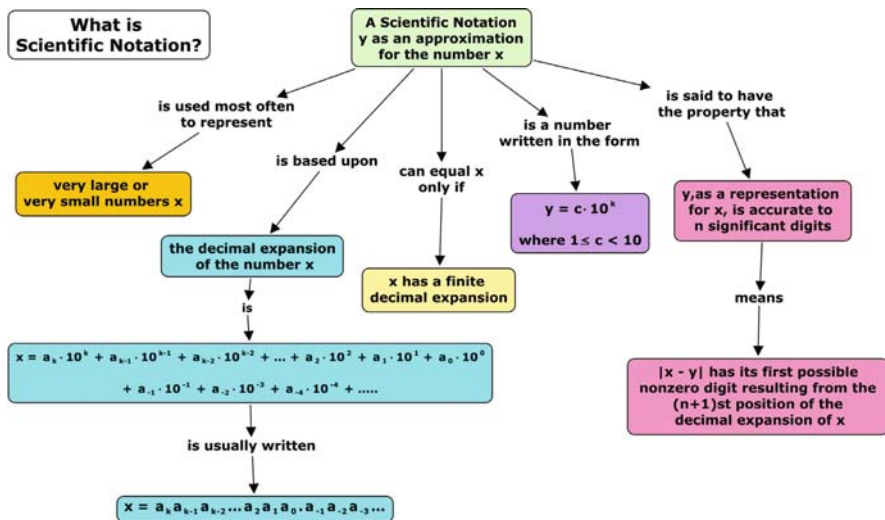 What is
Scientific Notation?
A Scientific Notation
y as an approximation
for the number x
is used most often
to represent
very large or
very small numbers x
is based upon
the decimal expansion
of the number x
is
x = aₖ · 10ᵏ + aₖ₋₁ · 10ᵏ⁻¹ + aₖ₋₂ · 10ᵏ⁻² + ... + a₂ · 10² + a₁ · 10¹ + a₀ · 10⁰
+ a₋₁ · 10⁻¹ + a₋₂ · 10⁻³ + a₋₄ · 10⁻⁴ + .....
is usually written
x = aₖaₖ₋₁aₖ₋₂...a₂a₁a₀.a₋₁a₋₂a₋₃...
can equal x
only if
x has a finite
decimal expansion
is a number
written in the form
y = c · 10ᵏ
where 1 ≤ c < 10
is said to have
the property that
y,as a representation
for x, is accurate to
n significant digits
means
|x - y| has its first possible
nonzero digit resulting from the
(n+1)st position of the
decimal expansion of x